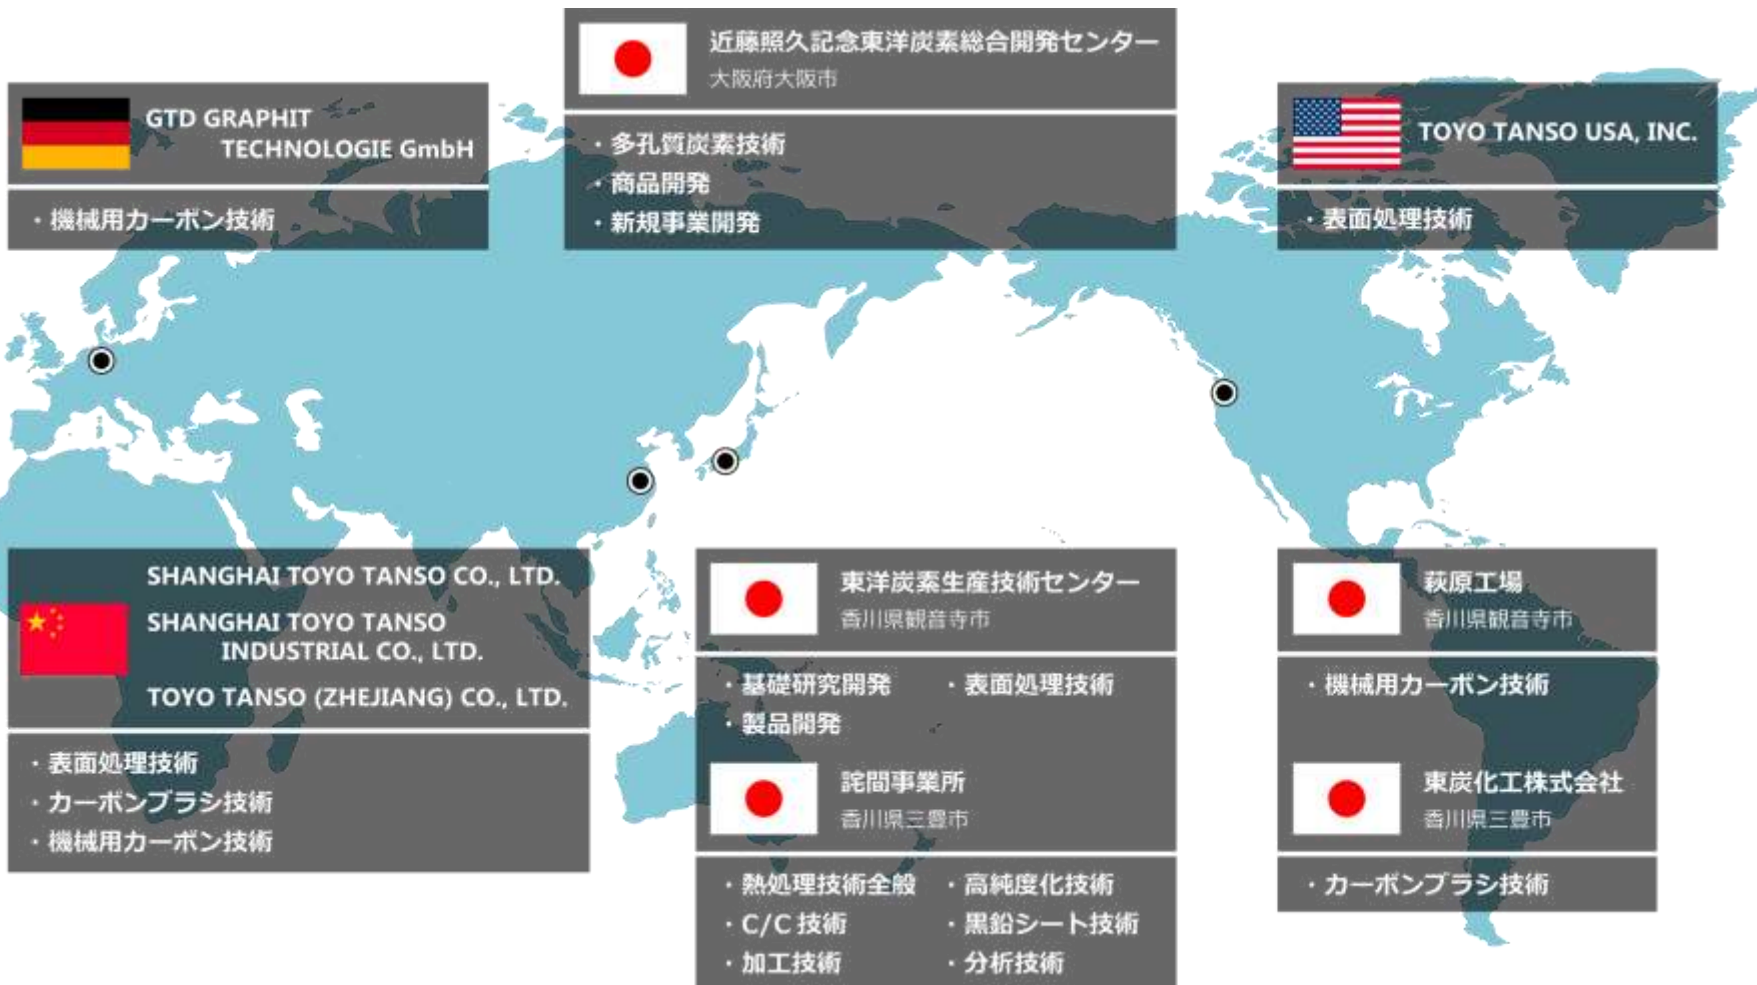 近藤照久記念東洋炭素総合開発センター
大阪府大阪市
・多孔質炭素技術
・商品開発
・新規事業開発
GTD GRAPHIT
TECHNOLOGIE GmbH
・機械用カーボン技術
TOYO TANSO USA, INC.
・表面処理技術
SHANGHAI TOYO TANSO CO., LTD.
SHANGHAI TOYO TANSO
INDUSTRIAL CO., LTD.
TOYO TANSO (ZHEJIANG) CO., LTD.
・表面処理技術
・カーボンブラシ技術
・機械用カーボン技術
東洋炭素生産技術センター
香川県観音寺市
・基礎研究開発 ・表面処理技術
・製品開発
詫間事業所
香川県三豊市
・熱処理技術全般 ・高純度化技術
・C/C 技術 ・黒鉛シート技術
・加工技術 ・分析技術
萩原工場
香川県観音寺市
・機械用カーボン技術
東炭化工株式会社
香川県三豊市
・カーボンブラシ技術